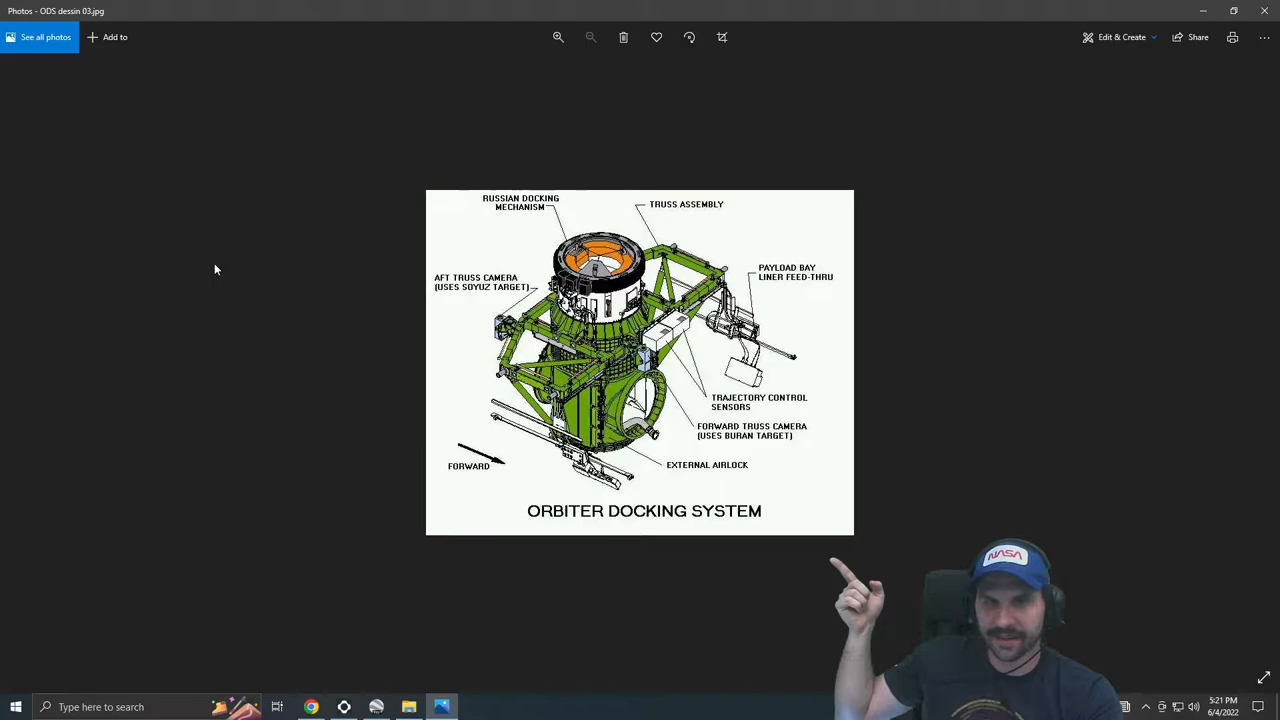 Photos - ODS dessin 03.jpg
See all photos
Add to
Edit & Create
Share
RUSSIAN DOCKING
MECHANISM
TRUSS ASSEMBLY
AFT TRUSS CAMERA
(USES SOYUZ TARGET)
PAYLOAD BAY
LINER FEED-THRU
TRAJECTORY CONTROL
SENSORS
FORWARD TRUSS CAMERA
(USES BURAN TARGET)
EXTERNAL AIRLOCK
FORWARD
ORBITER DOCKING SYSTEM
NASA
Type here to search
5:21 PM
6/4/2022